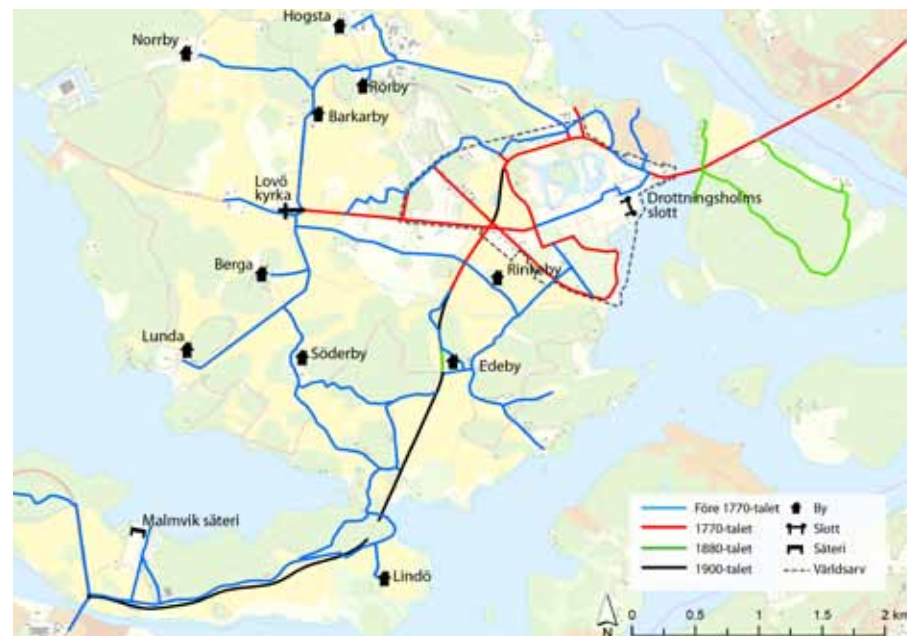 Hogsta
Norrby
Rörby
Barkarby
Lovö
kyrka
Drottningsholms
slott
Berga
Rinkeby
Lunda
Söderby
Edeby
Malmvik säteri
Lindö
Före 1770-talet
By
1770-talet
Slott
1880-talet
Säteri
1900-talet
Världsarv
N
0 0.5 1 1.5 2 km